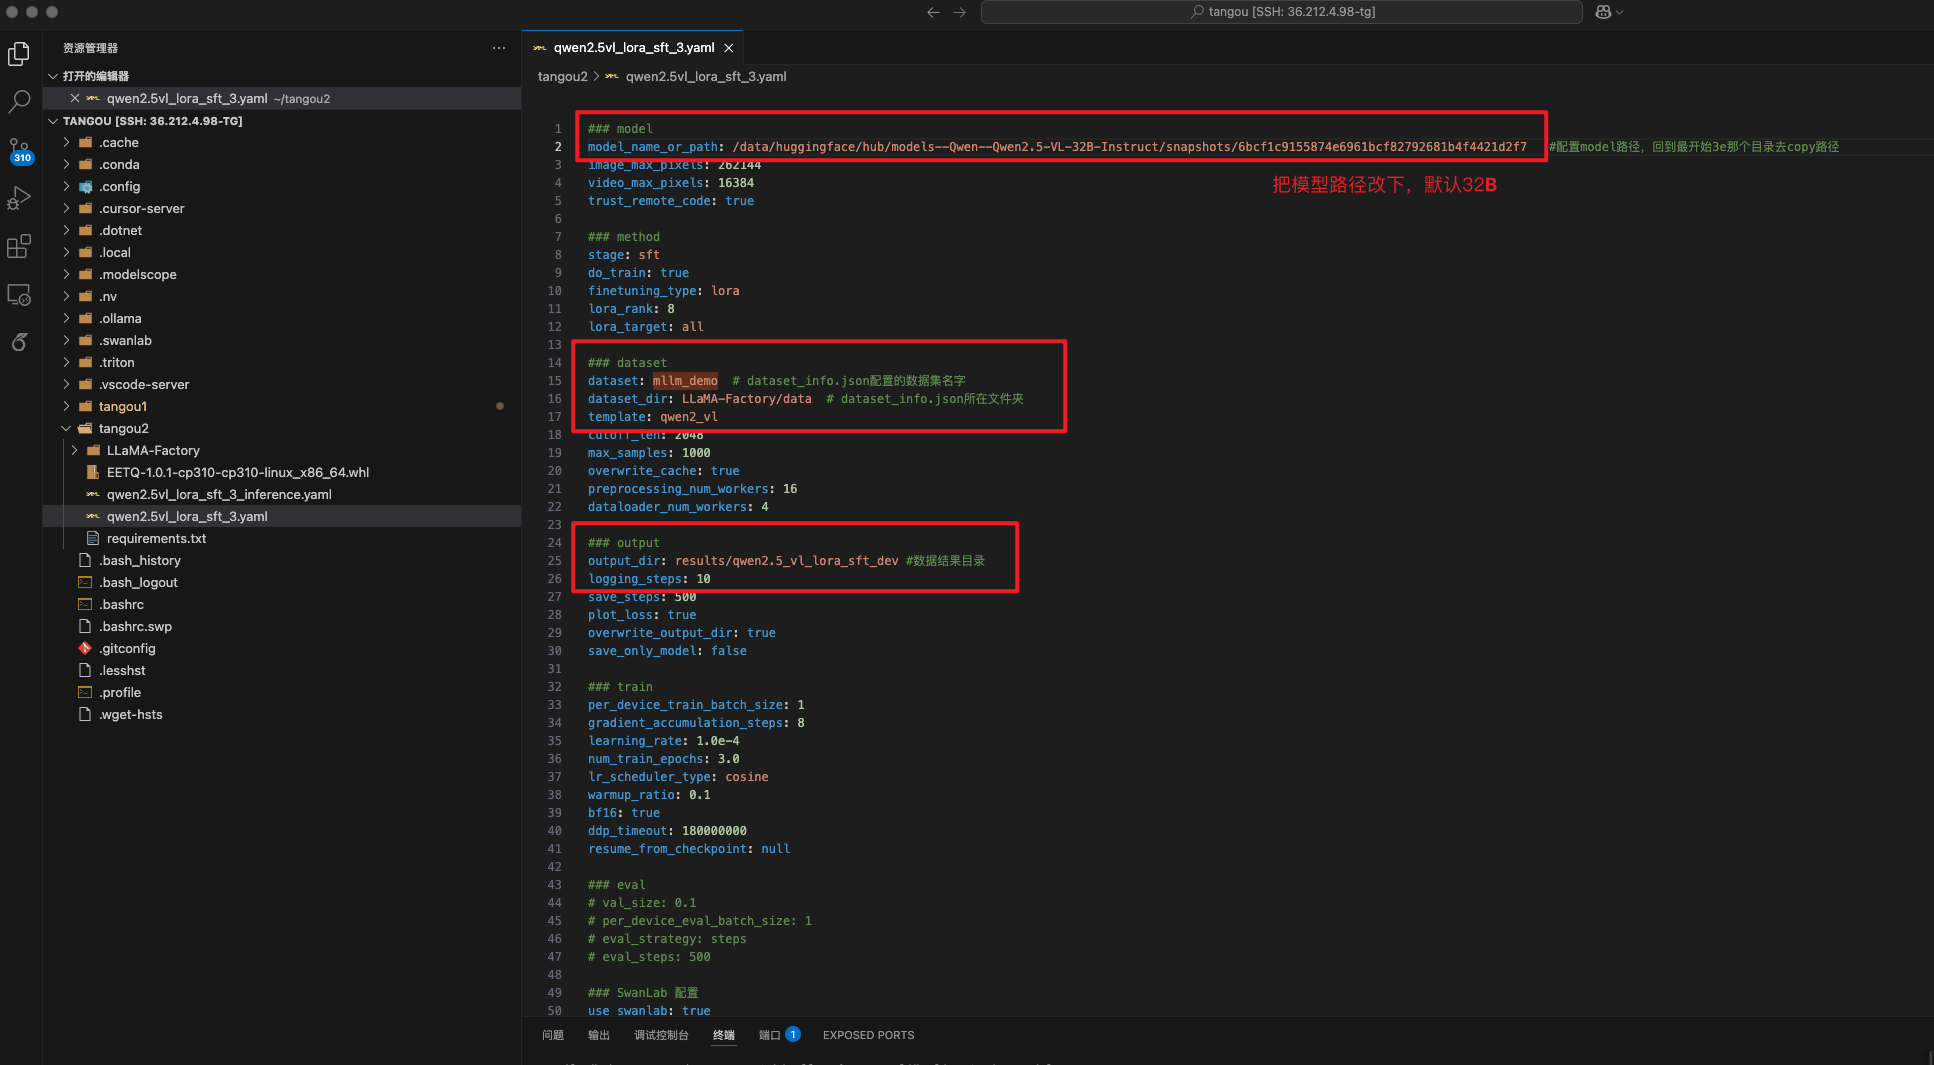 tangou [SSH: 36.212.4.98-tg]
资源管理器
打开的编辑器
qwen2.5vl_lora_sft_3.yaml ~/tangou2
TANGOU [SSH: 36.212.4.98-TG]
.cache
.conda
.config
.cursor-server
.dotnet
.local
.modelscope
.nv
.ollama
.swanlab
.triton
.vscode-server
tangou1
tangou2
LLaMA-Factory
EETQ-1.0.1-cp310-cp310-linux_x86_64.whl
qwen2.5vl_lora_sft_3_inference.yaml
qwen2.5vl_lora_sft_3.yaml
requirements.txt
.bash_history
.bash_logout
.bashrc
.bashrc.swp
.gitconfig
.lesshst
.profile
.wget-hsts
310
qwen2.5vl_lora_sft_3.yaml
tangou2 > qwen2.5vl_lora_sft_3.yaml
1 ### model
2 model_name_or_path: /data/huggingface/hub/models--Qwen--Qwen2.5-VL-32B-Instruct/snapshots/6bcf1c9155874e6961bcf82792681b4f4421d2f7 #配置model路径，回到最开始3e那个目录去copy路径
3 image_max_pixels: 262144
4 video_max_pixels: 16384
把模型路径改下，默认32B
5 trust_remote_code: true
6
7 ### method
8 stage: sft
9 do_train: true
10 finetuning_type: lora
11 lora_rank: 8
12 lora_target: all
13
14 ### dataset
15 dataset: mllm_demo # dataset_info.json配置的数据集名字
16 dataset_dir: LLaMA-Factory/data # dataset_info.json所在文件夹
17 template: qwen2_vl
18 cutoff_len: 2048
19 max_samples: 1000
20 overwrite_cache: true
21 preprocessing_num_workers: 16
22 dataloader_num_workers: 4
23
24 ### output
25 output_dir: results/qwen2.5_vl_lora_sft_dev #数据结果目录
26 logging_steps: 10
27 save_steps: 500
28 plot_loss: true
29 overwrite_output_dir: true
30 save_only_model: false
31
32 ### train
33 per_device_train_batch_size: 1
34 gradient_accumulation_steps: 8
35 learning_rate: 1.0e-4
36 num_train_epochs: 3.0
37 lr_scheduler_type: cosine
38 warmup_ratio: 0.1
39 bf16: true
40 ddp_timeout: 180000000
41 resume_from_checkpoint: null
42
43 ### eval
44 # val_size: 0.1
45 # per_device_eval_batch_size: 1
46 # eval_strategy: steps
47 # eval_steps: 500
48
49 ### SwanLab 配置
50 use_swanlab: true
问题 输出 调试控制台 终端 端口 1 EXPOSED PORTS